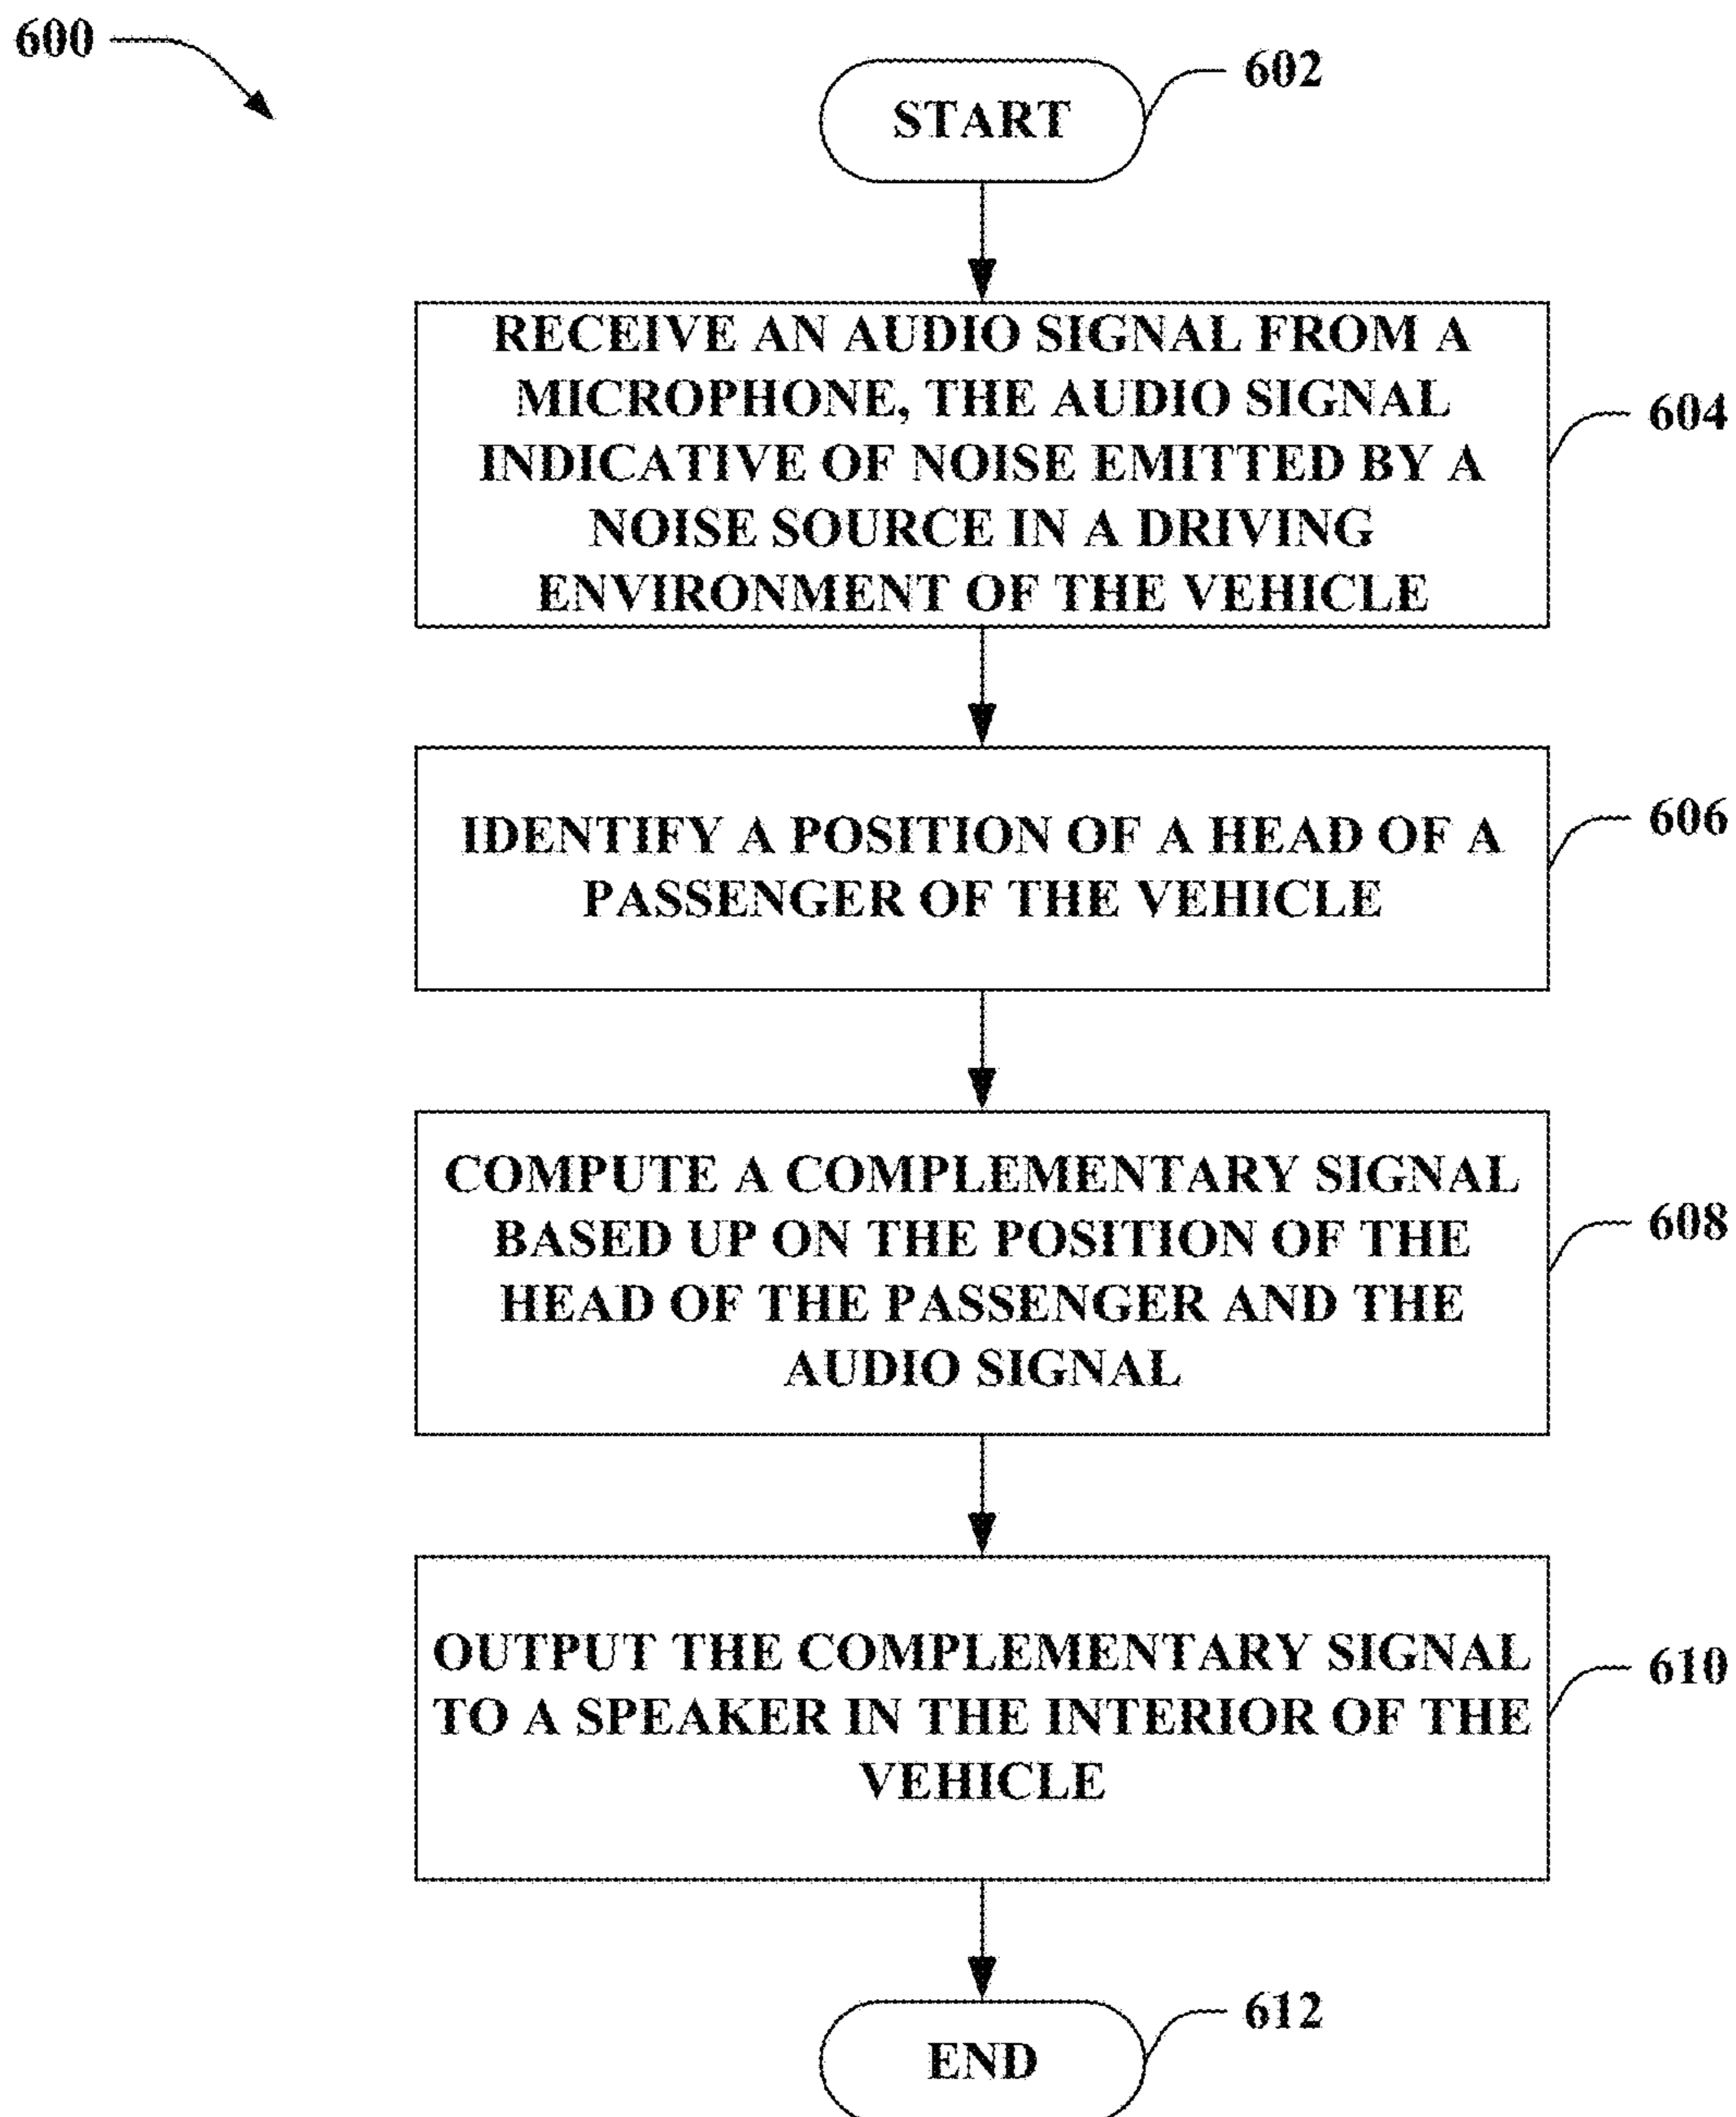 600
602
START
RECEIVE AN AUDIO SIGNAL FROM A
MICROPHONE, THE AUDIO SIGNAL
INDICATIVE OF NOISE EMITTED BY A
NOISE SOURCE IN A DRIVING
ENVIRONMENT OF THE VEHICLE
604
IDENTIFY A POSITION OF A HEAD OF A
PASSENGER OF THE VEHICLE
606
COMPUTE A COMPLEMENTARY SIGNAL
BASED UP ON THE POSITION OF THE
HEAD OF THE PASSENGER AND THE
AUDIO SIGNAL
608
OUTPUT THE COMPLEMENTARY SIGNAL
TO A SPEAKER IN THE INTERIOR OF THE
VEHICLE
610
612
END